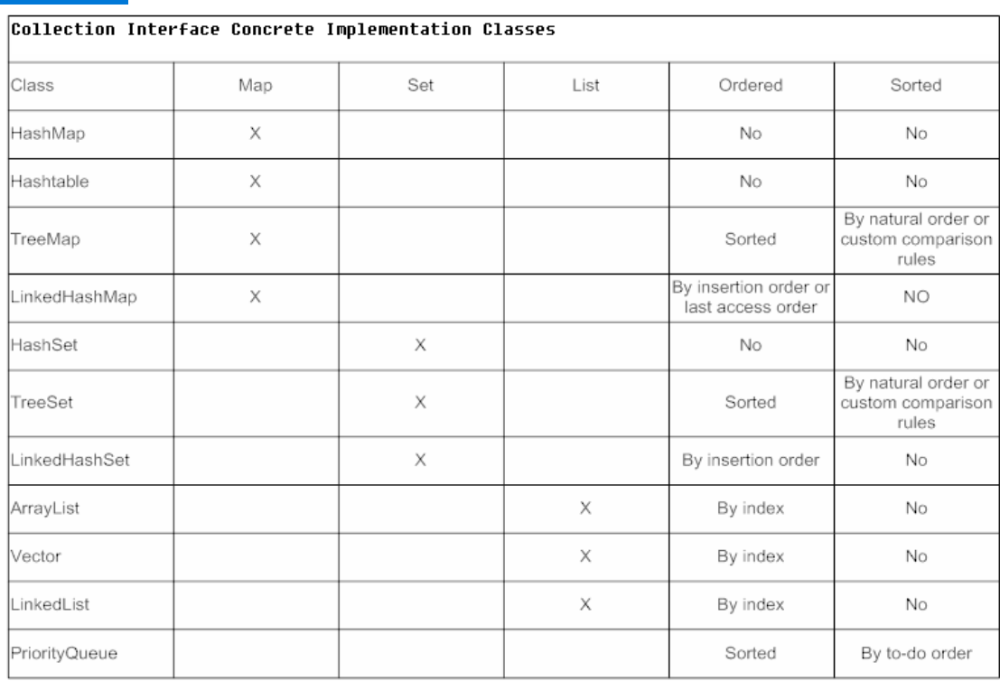 Collection Interface Concrete Implementation Classes
Class Map Set List Ordered Sorted
HashMap X No No
Hashtable X No No
TreeMap X Sorted By natural order or
custom comparison
rules
LinkedHashMap X By insertion order or
last access order NO
HashSet X No No
TreeSet X Sorted By natural order or
custom comparison
rules
LinkedHashSet X By insertion order No
ArrayList X By index No
Vector X By index No
LinkedList X By index No
PriorityQueue Sorted By to-do order